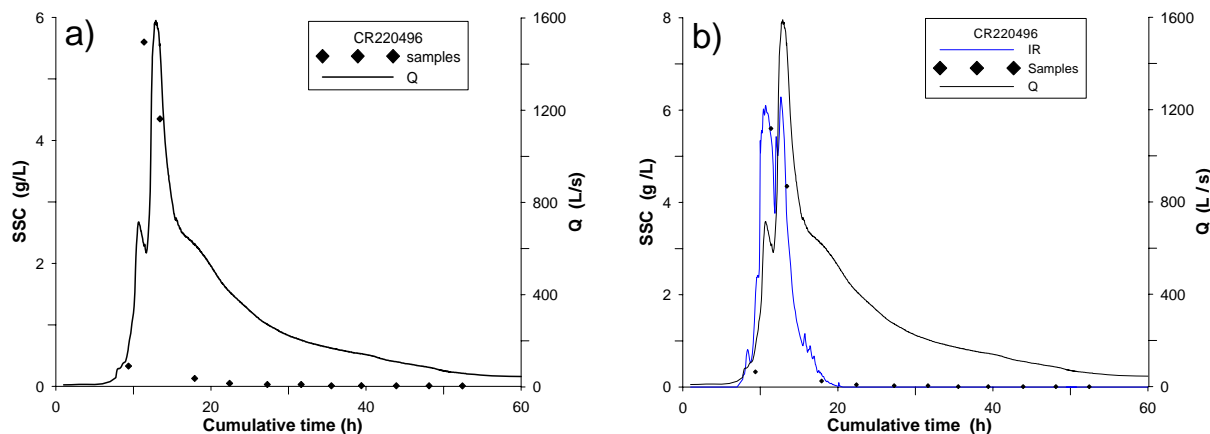 a)
CR220496
samples
Q
6
4
2
0
SSC (g/L)
1600
1200
800
400
0
Q (L/s)
0
20
40
60
Cumulative time (h)
b)
CR220496
IR
Samples
Q
8
6
4
2
0
SSC (g /L)
1600
1200
800
400
0
Q (L / s)
0
20
40
60
Cumulative time (h)